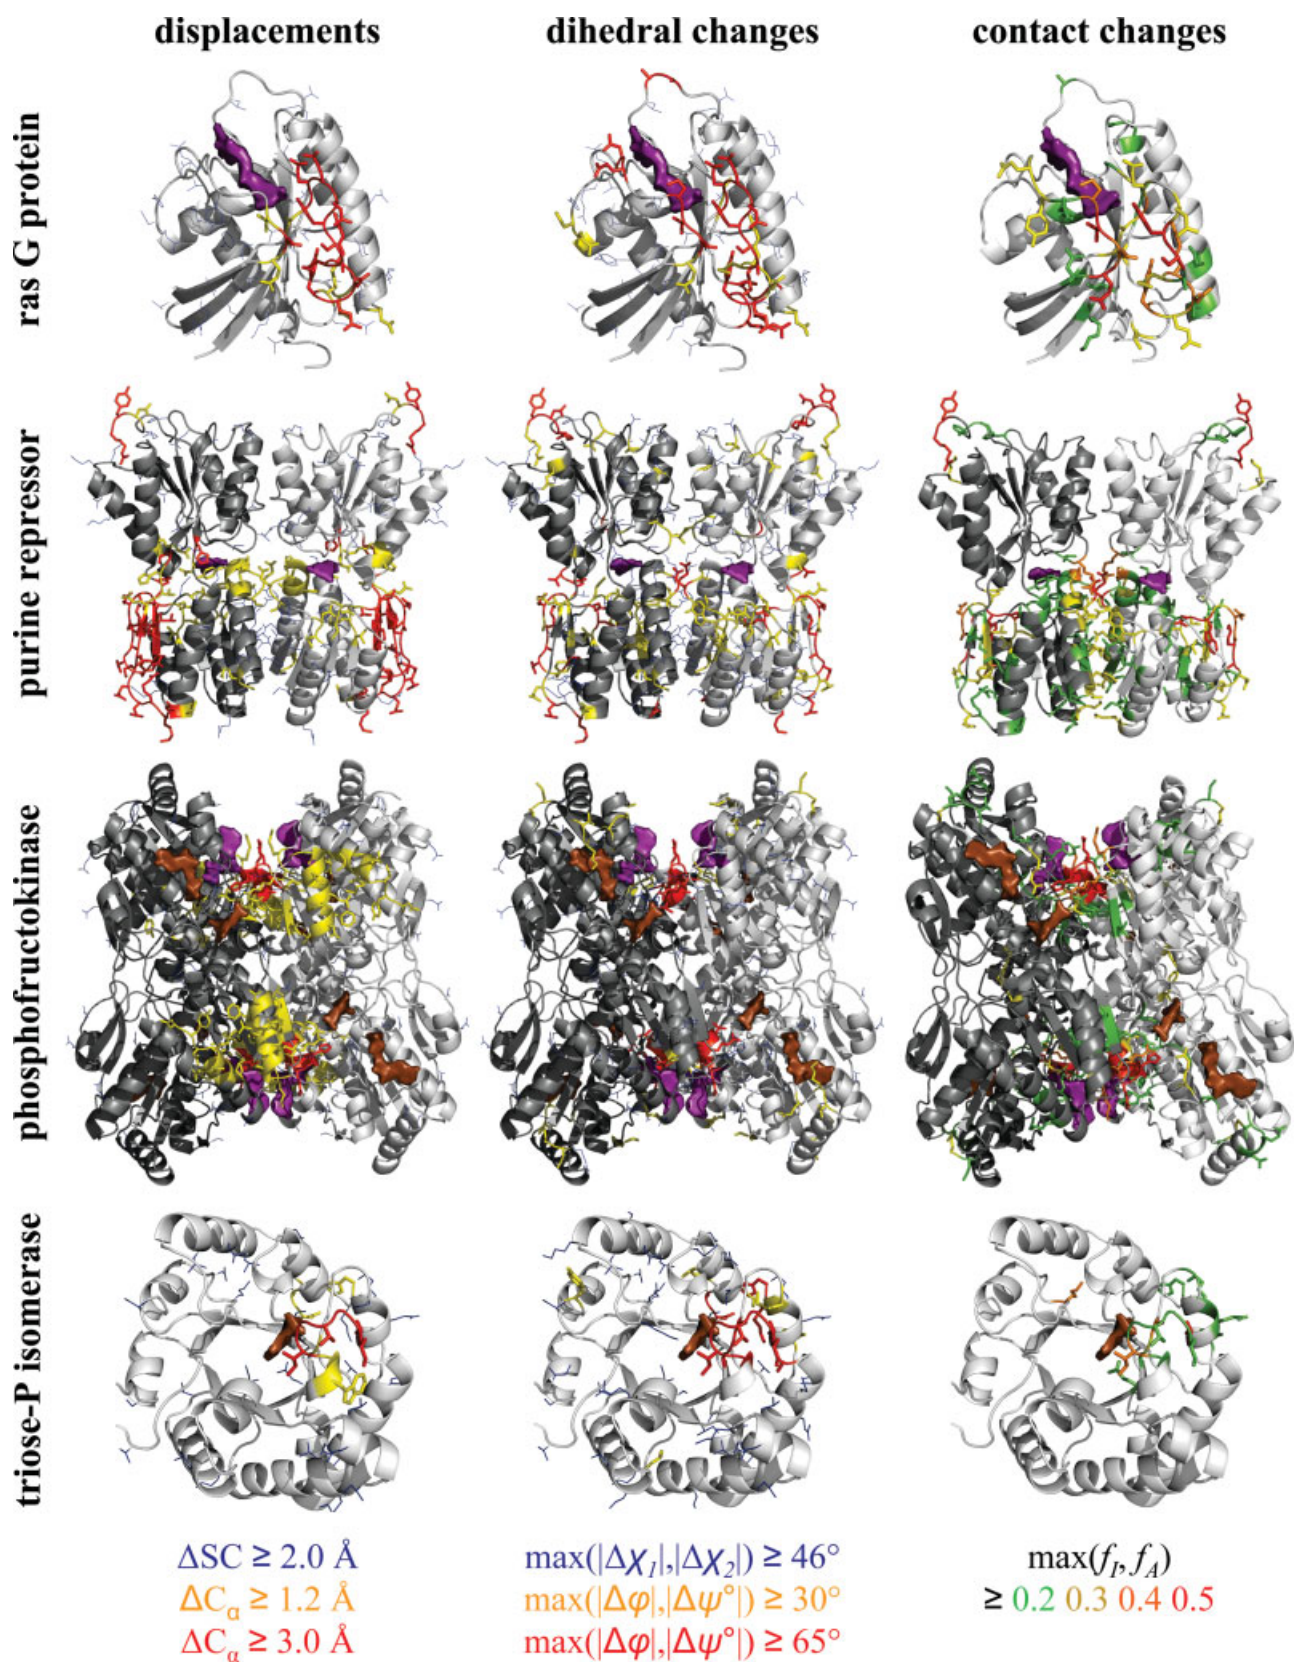 displacements dihedral changes contact changes
ras G protein
purine repressor
phosphofructokinase
triose-P isomerase
ΔSC ≥ 2.0 Å max(|Δχ₁|,|Δχ₂|) ≥ 46° max(f_I, f_A)
ΔCα ≥ 1.2 Å max(|Δφ|,|Δψ°|) ≥ 30° ≥ 0.2 0.3 0.4 0.5
ΔCα ≥ 3.0 Å max(|Δφ|,|Δψ°|) ≥ 65°